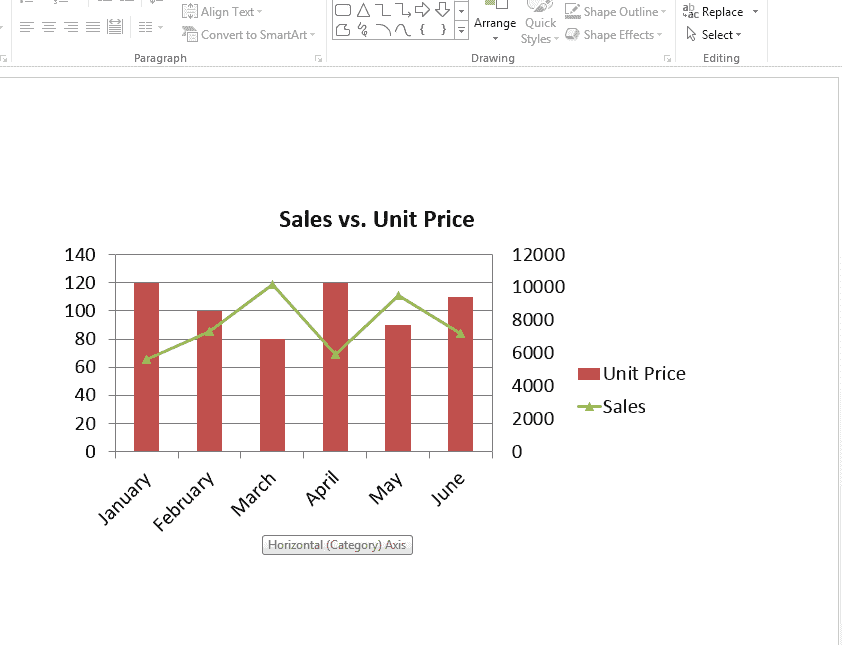 Align Text
Convert to SmartArt
Paragraph
Arrange
Quick
Styles
Shape Outline
Shape Effects
Drawing
Replace
Select
Editing
Sales vs. Unit Price
140
120
100
80
60
40
20
0
12000
10000
8000
6000
4000
2000
0
January
February
March
April
May
June
Unit Price
Sales
Horizontal (Category) Axis